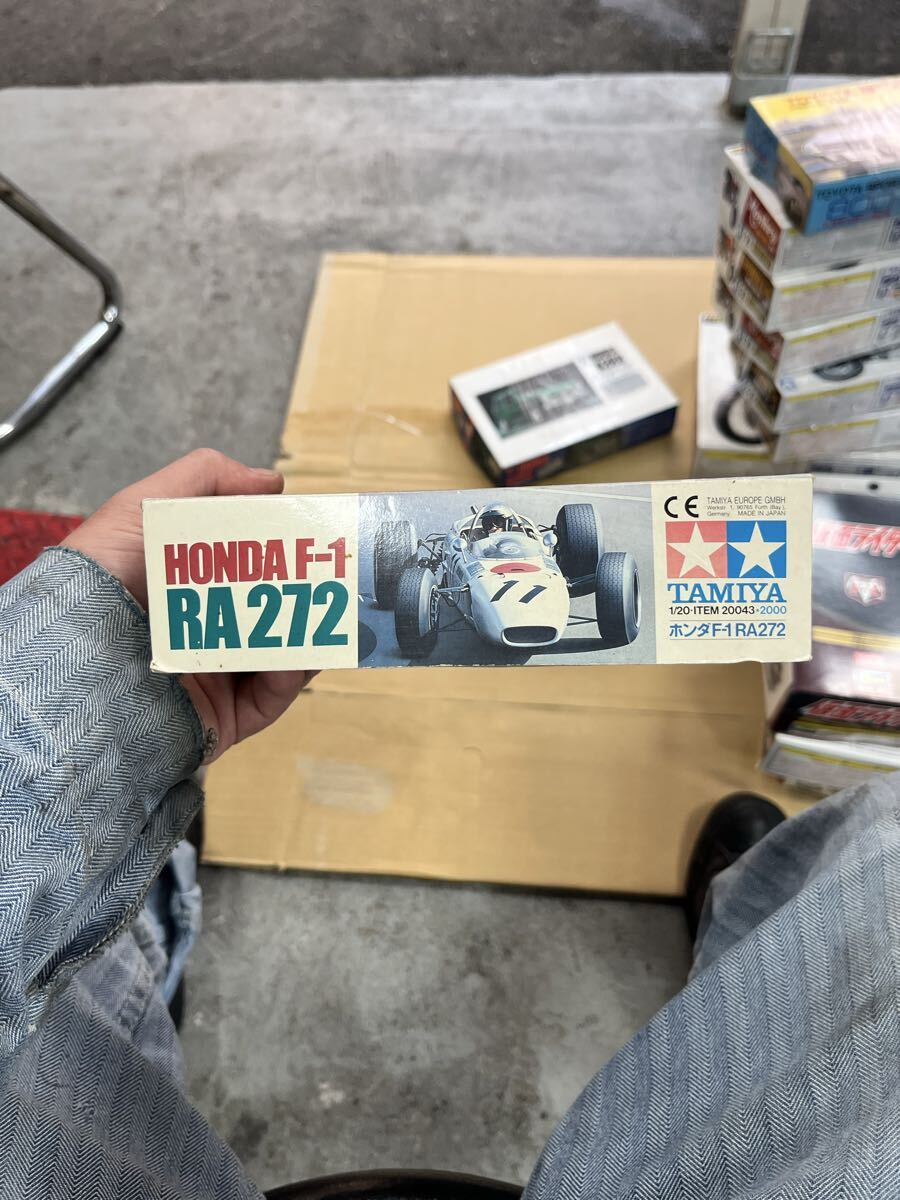 HONDA F-1
RA272
11
CE TAMIYA EUROPE GMBH
Werkstr. 1, 90765 Fürth (Bay.),
Germany. MADE IN JAPAN
TAMIYA
1/20・ITEM 20043★2000
ホンダF-1 RA272
TOYOTA